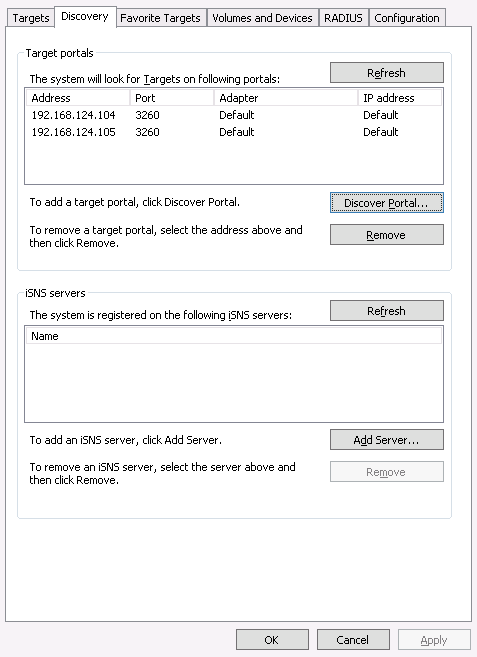 Targets Discovery Favorite Targets Volumes and Devices RADIUS Configuration
Target portals
The system will look for Targets on following portals: Refresh
Address Port Adapter IP address
192.168.124.104 3260 Default Default
192.168.124.105 3260 Default Default
To add a target portal, click Discover Portal. Discover Portal...
To remove a target portal, select the address above and
then click Remove.
Remove
iSNS servers
The system is registered on the following iSNS servers: Refresh
Name
To add an iSNS server, click Add Server. Add Server...
To remove an iSNS server, select the server above and
then click Remove.
Remove
OK Cancel Apply